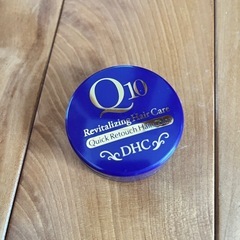 Q10
Revitalizing Hair Care
Quick Retouch Hair
DHC